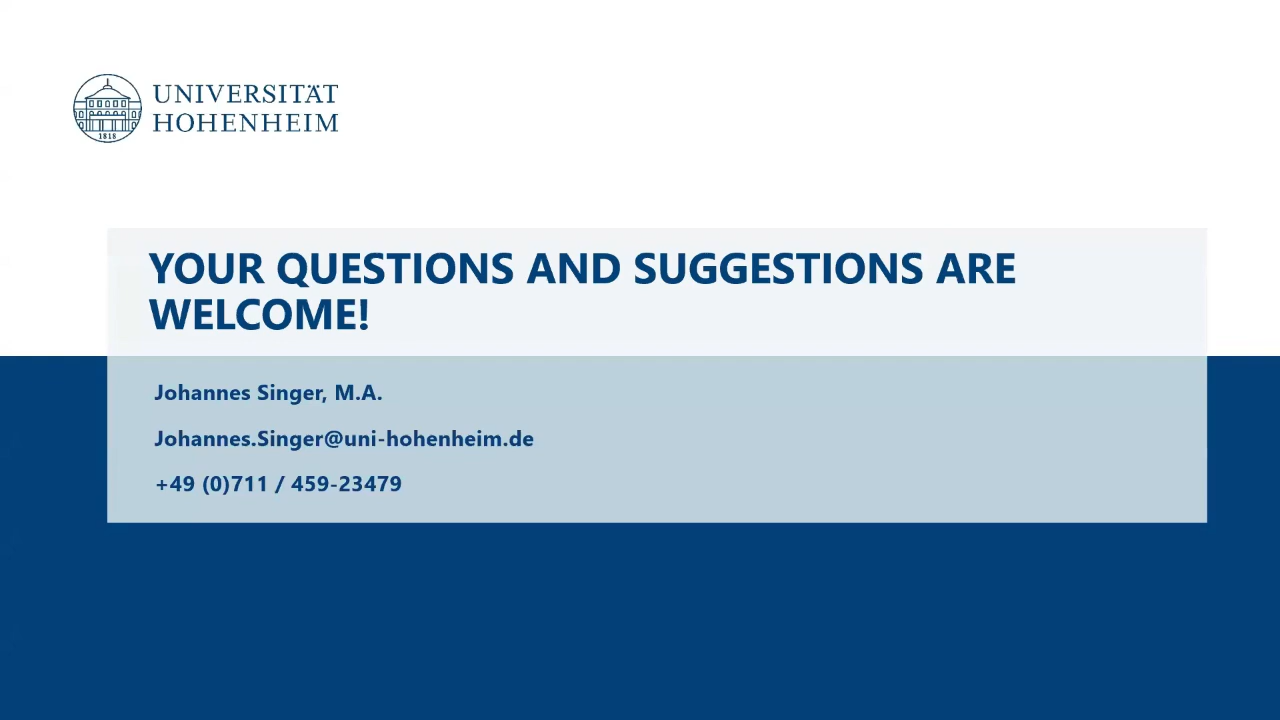 UNIVERSITÄT
HOHENHEIM
1818
YOUR QUESTIONS AND SUGGESTIONS ARE
WELCOME!
Johannes Singer, M.A.
Johannes.Singer@uni-hohenheim.de
+49 (0)711 / 459-23479